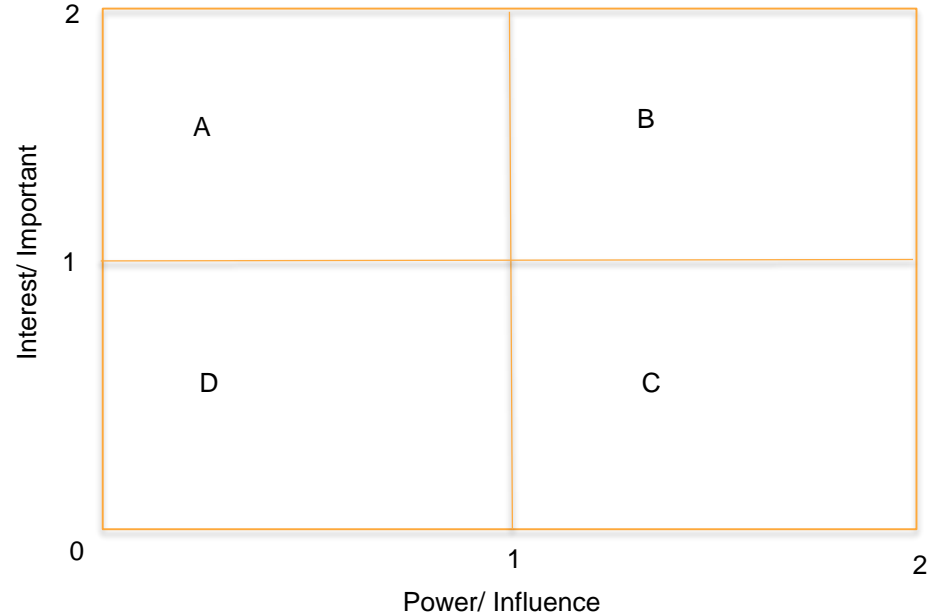 2
A
B
Interest/ Important
1
D
C
0
1
2
Power/ Influence